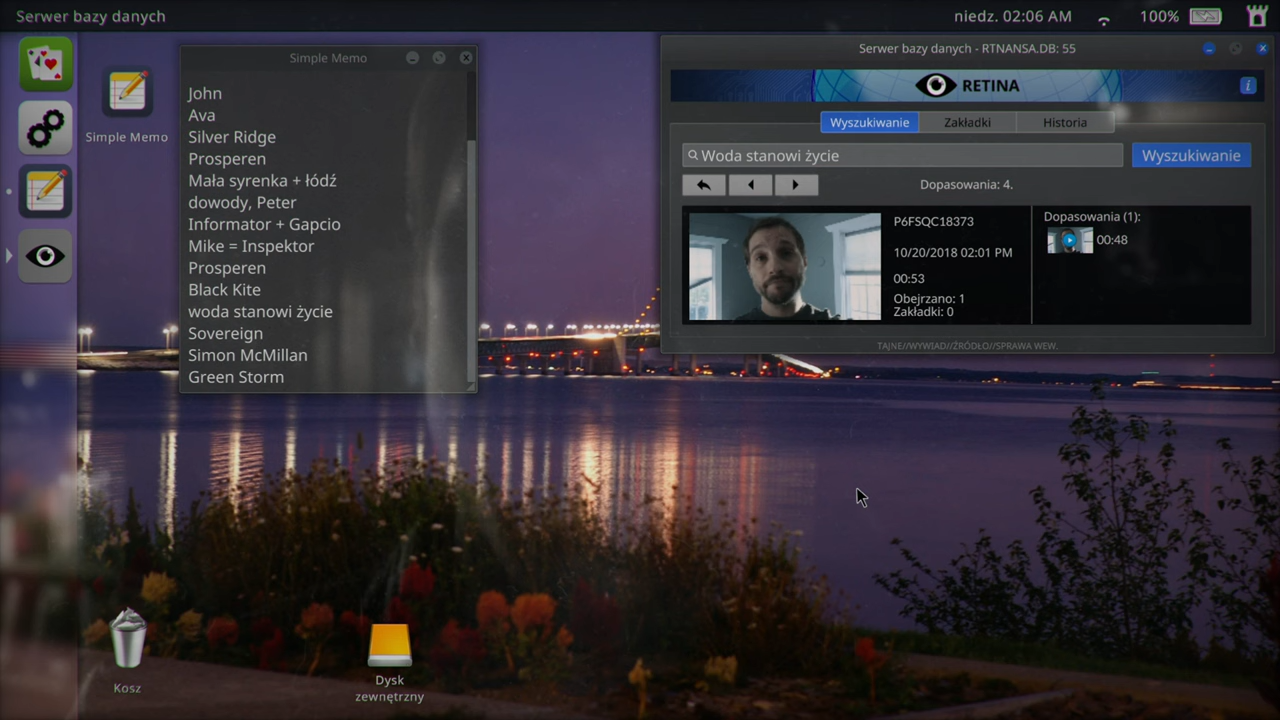 Serwer bazy danych
niedz. 02:06 AM
100%
Simple Memo
Simple Memo
John
Ava
Silver Ridge
Prosperen
Mała syrenka + łódź
dowody, Peter
Informator + Gapcio
Mike = Inspektor
Prosperen
Black Kite
woda stanowi życie
Sovereign
Simon McMillan
Green Storm
Serwer bazy danych - RTNANSA.DB: 55
RETINA
i
Wyszukiwanie
Zakładki
Historia
Woda stanowi życie
Wyszukiwanie
Dopasowania: 4.
P6FSQC18373
10/20/2018 02:01 PM
00:53
Obejrzano: 1
Zakładki: 0
Dopasowania (1):
00:48
TAJNE//WYWIAD//ŹRÓDŁO//SPRAWA WEW.
Kosz
Dysk
zewnętrzny